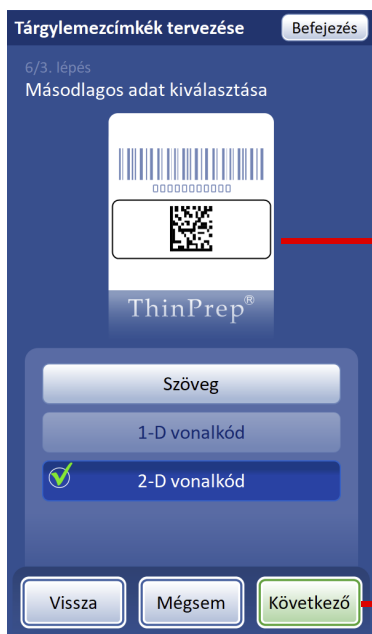 Tárgylemezcímkék tervezése
Befejezés
6/3. lépés
Másodlagos adat kiválasztása
00000000000
ThinPrep®
Szöveg
1-D vonalkód
2-D vonalkód
Vissza
Mégsem
Következő